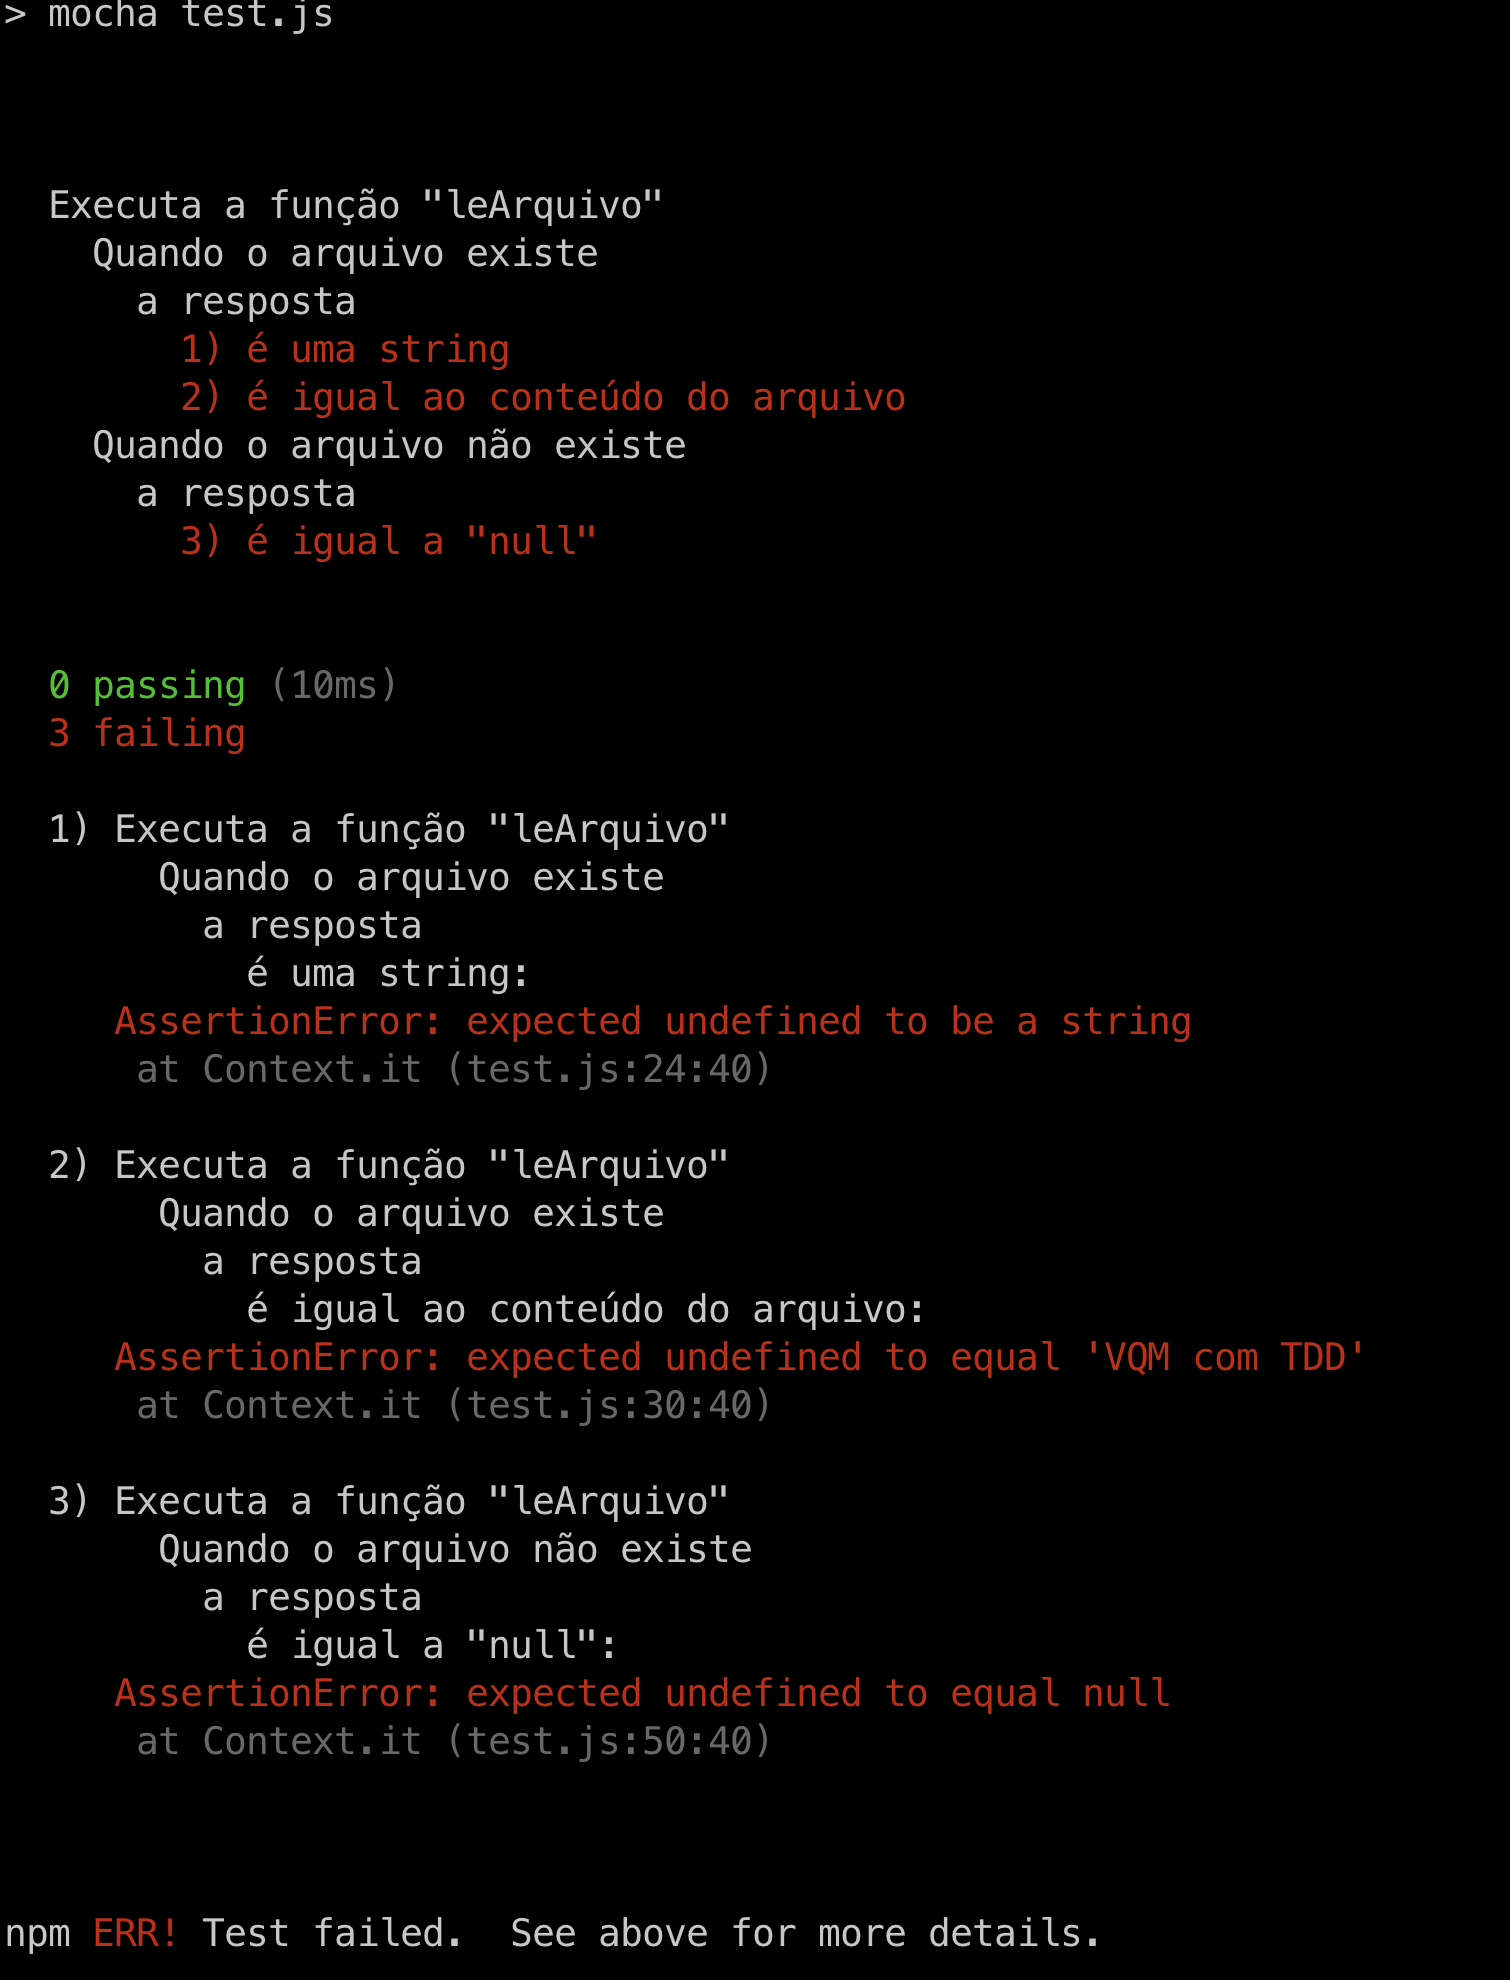 > mocha test.js
Executa a função "leArquivo"
Quando o arquivo existe
a resposta
1) é uma string
2) é igual ao conteúdo do arquivo
Quando o arquivo não existe
a resposta
3) é igual a "null"
0 passing (10ms)
3 failing
1) Executa a função "leArquivo"
Quando o arquivo existe
a resposta
é uma string:
AssertionError: expected undefined to be a string
at Context.it (test.js:24:40)
2) Executa a função "leArquivo"
Quando o arquivo existe
a resposta
é igual ao conteúdo do arquivo:
AssertionError: expected undefined to equal 'VQM com TDD'
at Context.it (test.js:30:40)
3) Executa a função "leArquivo"
Quando o arquivo não existe
a resposta
é igual a "null":
AssertionError: expected undefined to equal null
at Context.it (test.js:50:40)
npm ERR! Test failed.  See above for more details.